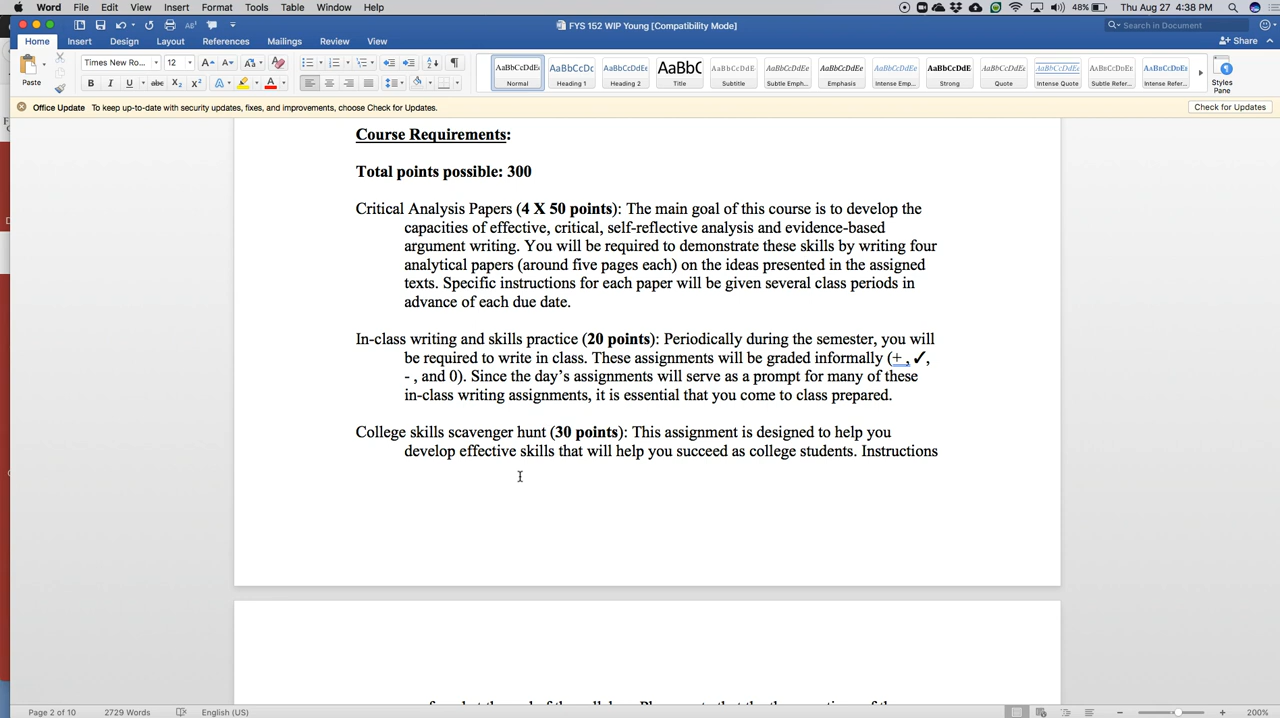 Word File Edit View Insert Format Tools Table Window Help 48% Thu Aug 27 4:38 PM
FYS 152 WIP Young [Compatibility Mode] Search in Document
Home Insert Design Layout References Mailings Review View Share
Times New Ro... 12
Paste
AaBbCcDdEe AaBbCcDc AaBbCcDdE AaBbC AaBbCcDdE AaBbCcDdEe AaBbCcDdEe AaBbCcDdE AaBbCcDdEe AaBbCcDdEe AaBbCcDdEe AaBbCcDdEe
Normal Heading 1 Heading 2 Title Subtitle Subtle Emph... Emphasis Intense Emp... Strong Quote Intense Quote Subtle Refer... Intense Refer... Styles Pane
Office Update To keep up-to-date with security updates, fixes, and improvements, choose Check for Updates. Check for Updates
Course Requirements:
Total points possible: 300
Critical Analysis Papers (4 X 50 points): The main goal of this course is to develop the
capacities of effective, critical, self-reflective analysis and evidence-based
argument writing. You will be required to demonstrate these skills by writing four
analytical papers (around five pages each) on the ideas presented in the assigned
texts. Specific instructions for each paper will be given several class periods in
advance of each due date.
In-class writing and skills practice (20 points): Periodically during the semester, you will
be required to write in class. These assignments will be graded informally (+ , ✓,
- , and 0). Since the day’s assignments will serve as a prompt for many of these
in-class writing assignments, it is essential that you come to class prepared.
College skills scavenger hunt (30 points): This assignment is designed to help you
develop effective skills that will help you succeed as college students. Instructions
Page 2 of 10 2729 Words English (US) 200%